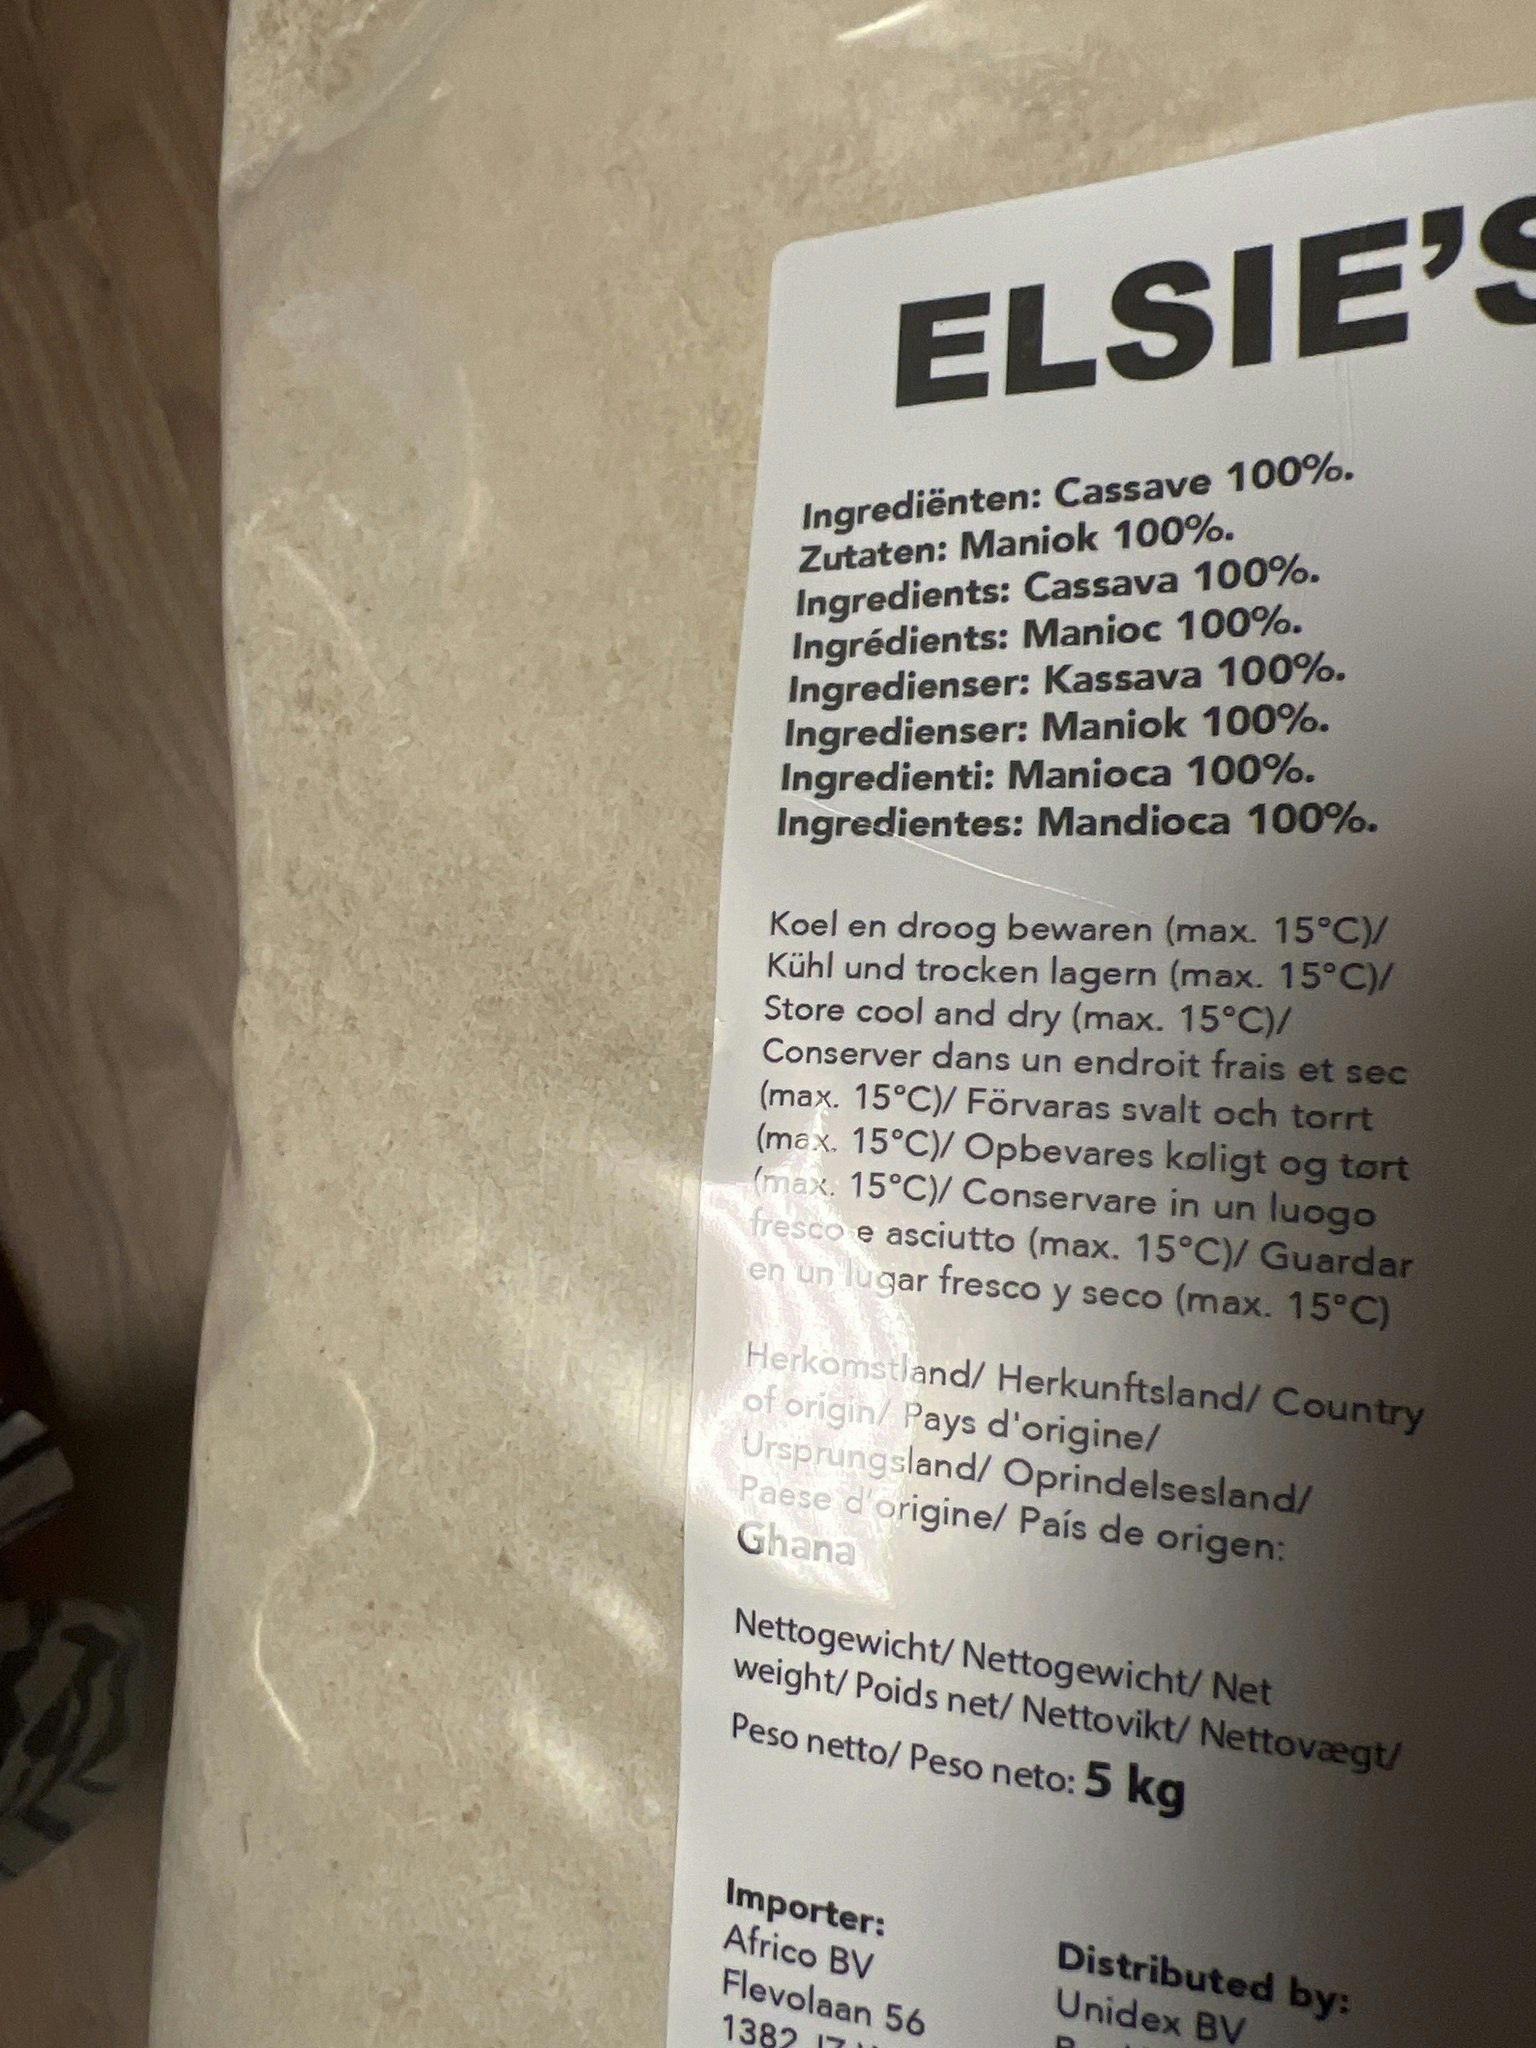 ELSIE'S
Ingrediënten: Cassave 100%.
Zutaten: Maniok 100%.
Ingredients: Cassava 100%.
Ingrédients: Manioc 100%.
Ingredienser: Kassava 100%.
Ingredienser: Maniok 100%.
Ingredienti: Manioca 100%.
Ingredientes: Mandioca 100%.
Koel en droog bewaren (max. 15°C)/
Kühl und trocken lagern (max. 15°C)/
Store cool and dry (max. 15°C)/
Conserver dans un endroit frais et sec
(max. 15°C)/ Förvaras svalt och torrt
(max. 15°C)/ Opbevares køligt og tørt
(max. 15°C)/ Conservare in un luogo
fresco e asciutto (max. 15°C)/ Guardar
en un lugar fresco y seco (max. 15°C)
Herkomstland/ Herkunftsland/ Country
of origin/ Pays d'origine/
Ursprungsland/ Oprindelsesland/
Paese d'origine/ País de origen:
Ghana
Nettogewicht/ Nettogewicht/ Net
weight/ Poids net/ Nettovikt/ Nettovægt/
Peso netto/ Peso neto: 5 kg
Importer:
Africo BV
Flevolaan 56
1382 JZ
Distributed by:
Unidex BV